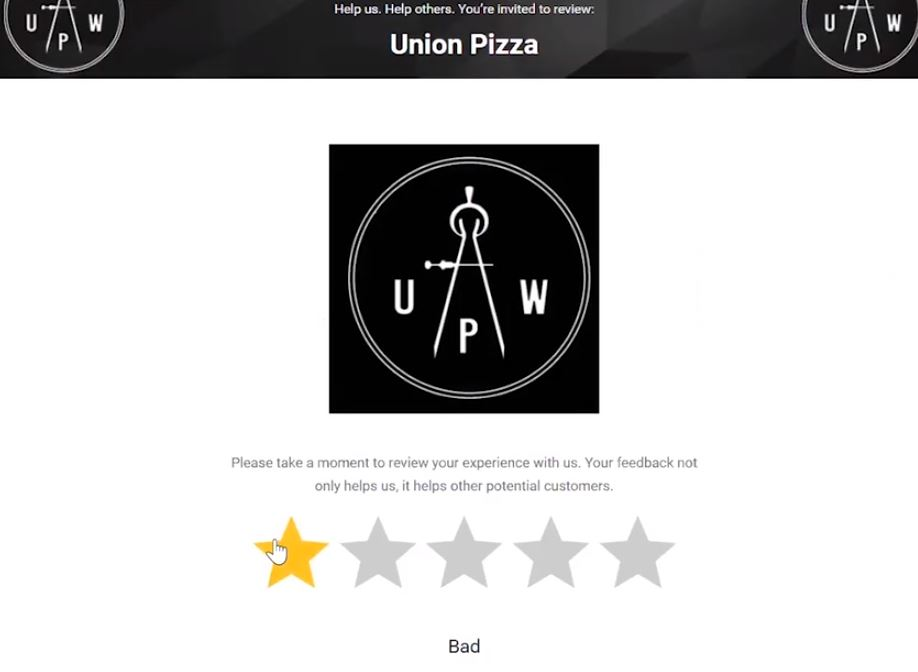 Help us. Help others. You're invited to review:
U W
P
Union Pizza
U W
P
U W
P
Please take a moment to review your experience with us. Your feedback not
only helps us, it helps other potential customers.
Bad